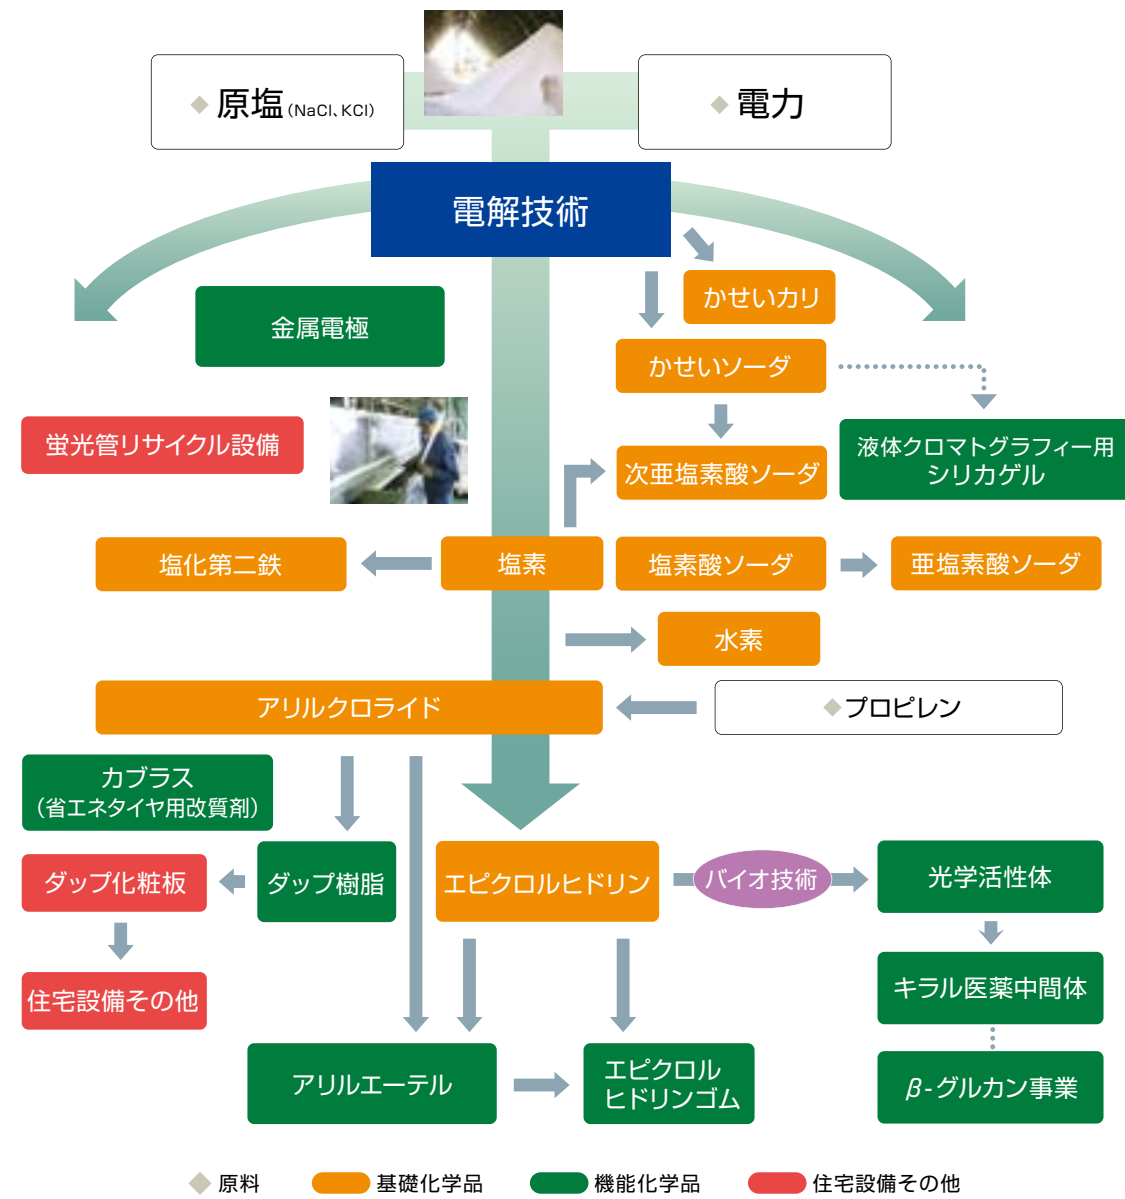 ◆ 原塩(NaCl、KCl)
◆ 電力
電解技術
かせいカリ
金属電極
かせいソーダ
蛍光管リサイクル設備
次亜塩素酸ソーダ
液体クロマトグラフィー用
シリカゲル
塩化第二鉄
塩素
塩素酸ソーダ
亜塩素酸ソーダ
水素
アリルクロライド
◆プロピレン
カブラス
(省エネタイヤ用改質剤)
ダップ化粧板
ダップ樹脂
エピクロルヒドリン
バイオ技術
光学活性体
住宅設備その他
キラル医薬中間体
アリルエーテル
エピクロル
ヒドリンゴム
β-グルカン事業
◆ 原料
基礎化学品
機能化学品
住宅設備その他